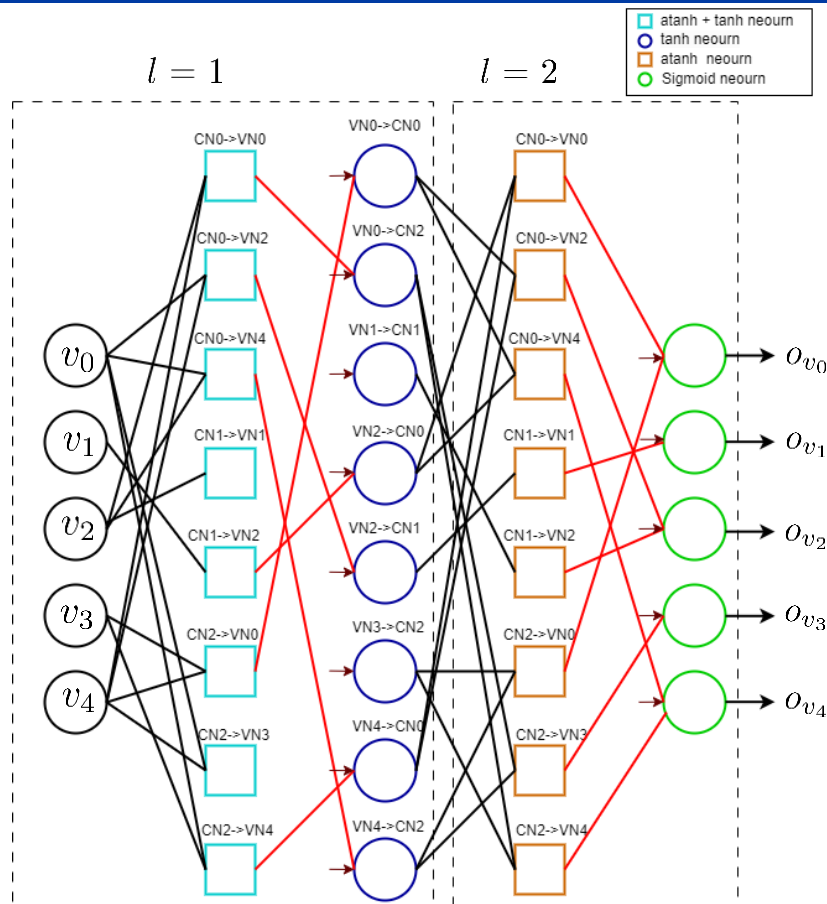 atanh + tanh neourn
tanh neourn
atanh neourn
Sigmoid neourn
l = 1
l = 2
CN0->VN0
VN0->CN0
CN0->VN0
CN0->VN2
VN0->CN2
CN0->VN2
CN0->VN4
VN1->CN1
CN0->VN4
v0
o_v0
CN1->VN1
VN2->CN0
CN1->VN1
v1
o_v1
CN1->VN2
VN2->CN1
CN1->VN2
v2
o_v2
CN2->VN0
VN3->CN2
CN2->VN0
v3
o_v3
CN2->VN3
VN4->CN0
CN2->VN3
v4
o_v4
CN2->VN4
VN4->CN2
CN2->VN4